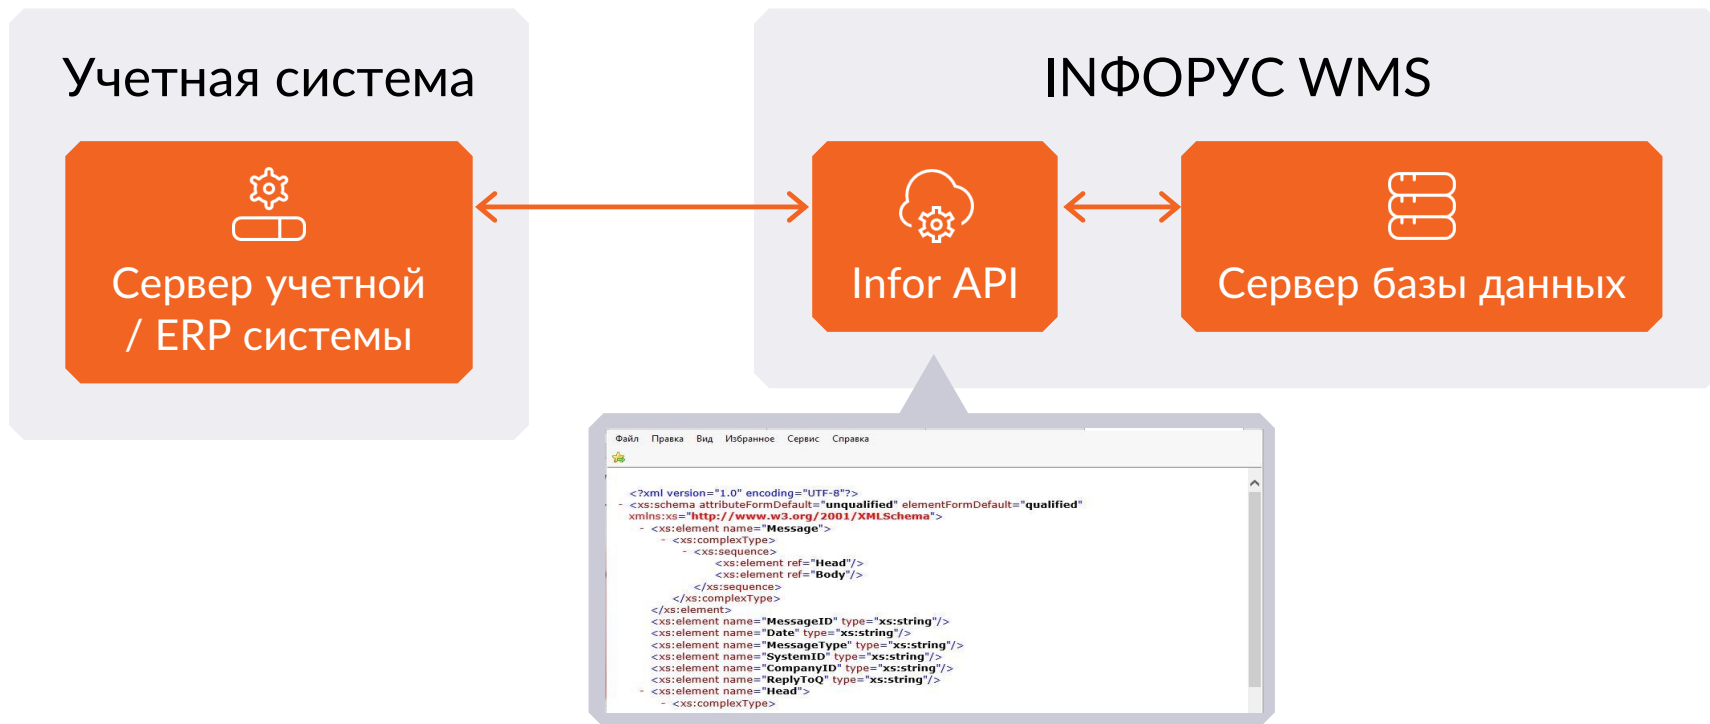 Учетная система
INФОРУС WMS
Сервер учетной
/ ERP системы
Infor API
Сервер базы данных
Файл Правка Вид Избранное Сервис Справка
<?xml version="1.0" encoding="UTF-8"?>
- <xs:schema attributeFormDefault="unqualified" elementFormDefault="qualified"
xmlns:xs="http://www.w3.org/2001/XMLSchema">
- <xs:element name="Message">
- <xs:complexType>
- <xs:sequence>
<xs:element ref="Head"/>
<xs:element ref="Body"/>
</xs:sequence>
</xs:complexType>
</xs:element>
<xs:element name="MessageID" type="xs:string"/>
<xs:element name="Date" type="xs:string"/>
<xs:element name="MessageType" type="xs:string"/>
<xs:element name="SystemID" type="xs:string"/>
<xs:element name="CompanyID" type="xs:string"/>
<xs:element name="ReplyToQ" type="xs:string"/>
- <xs:element name="Head">
- <xs:complexType>